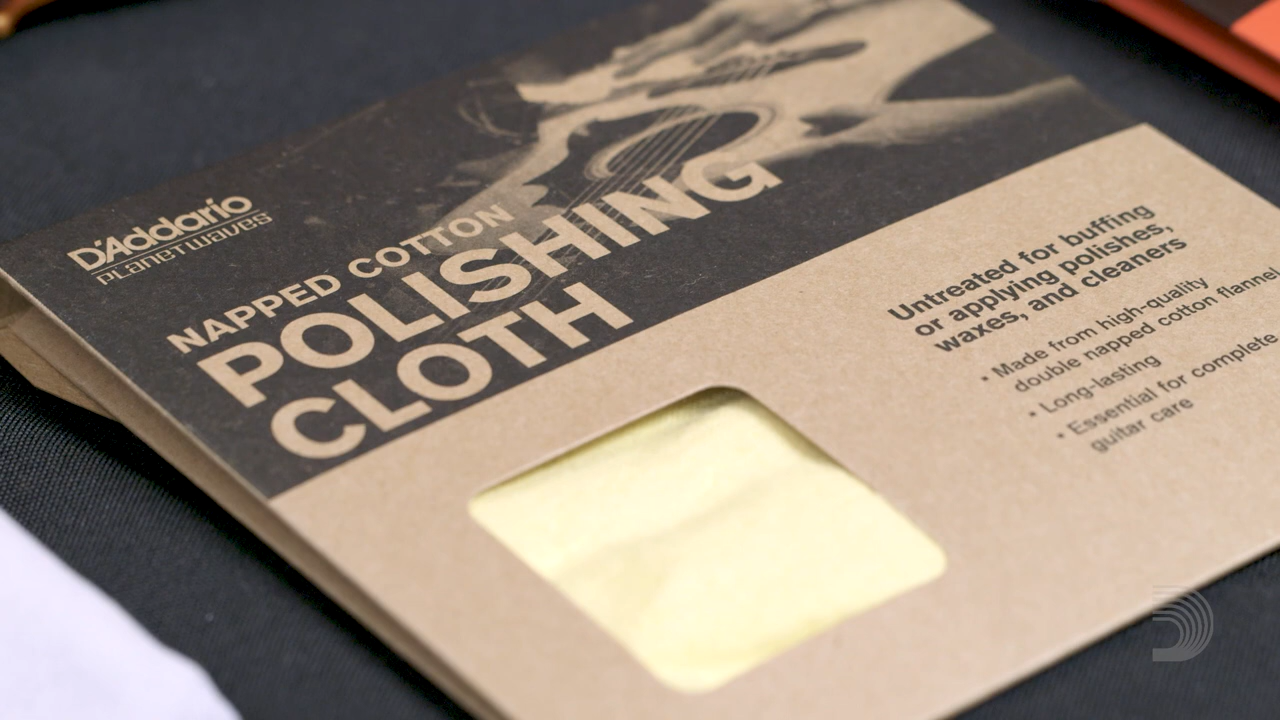 D'Addario
planet waves
NAPPED COTTON
POLISHING
CLOTH
Untreated for buffing
or applying polishes,
waxes, and cleaners
• Made from high-quality
double napped cotton flannel
• Long-lasting
• Essential for complete
guitar care